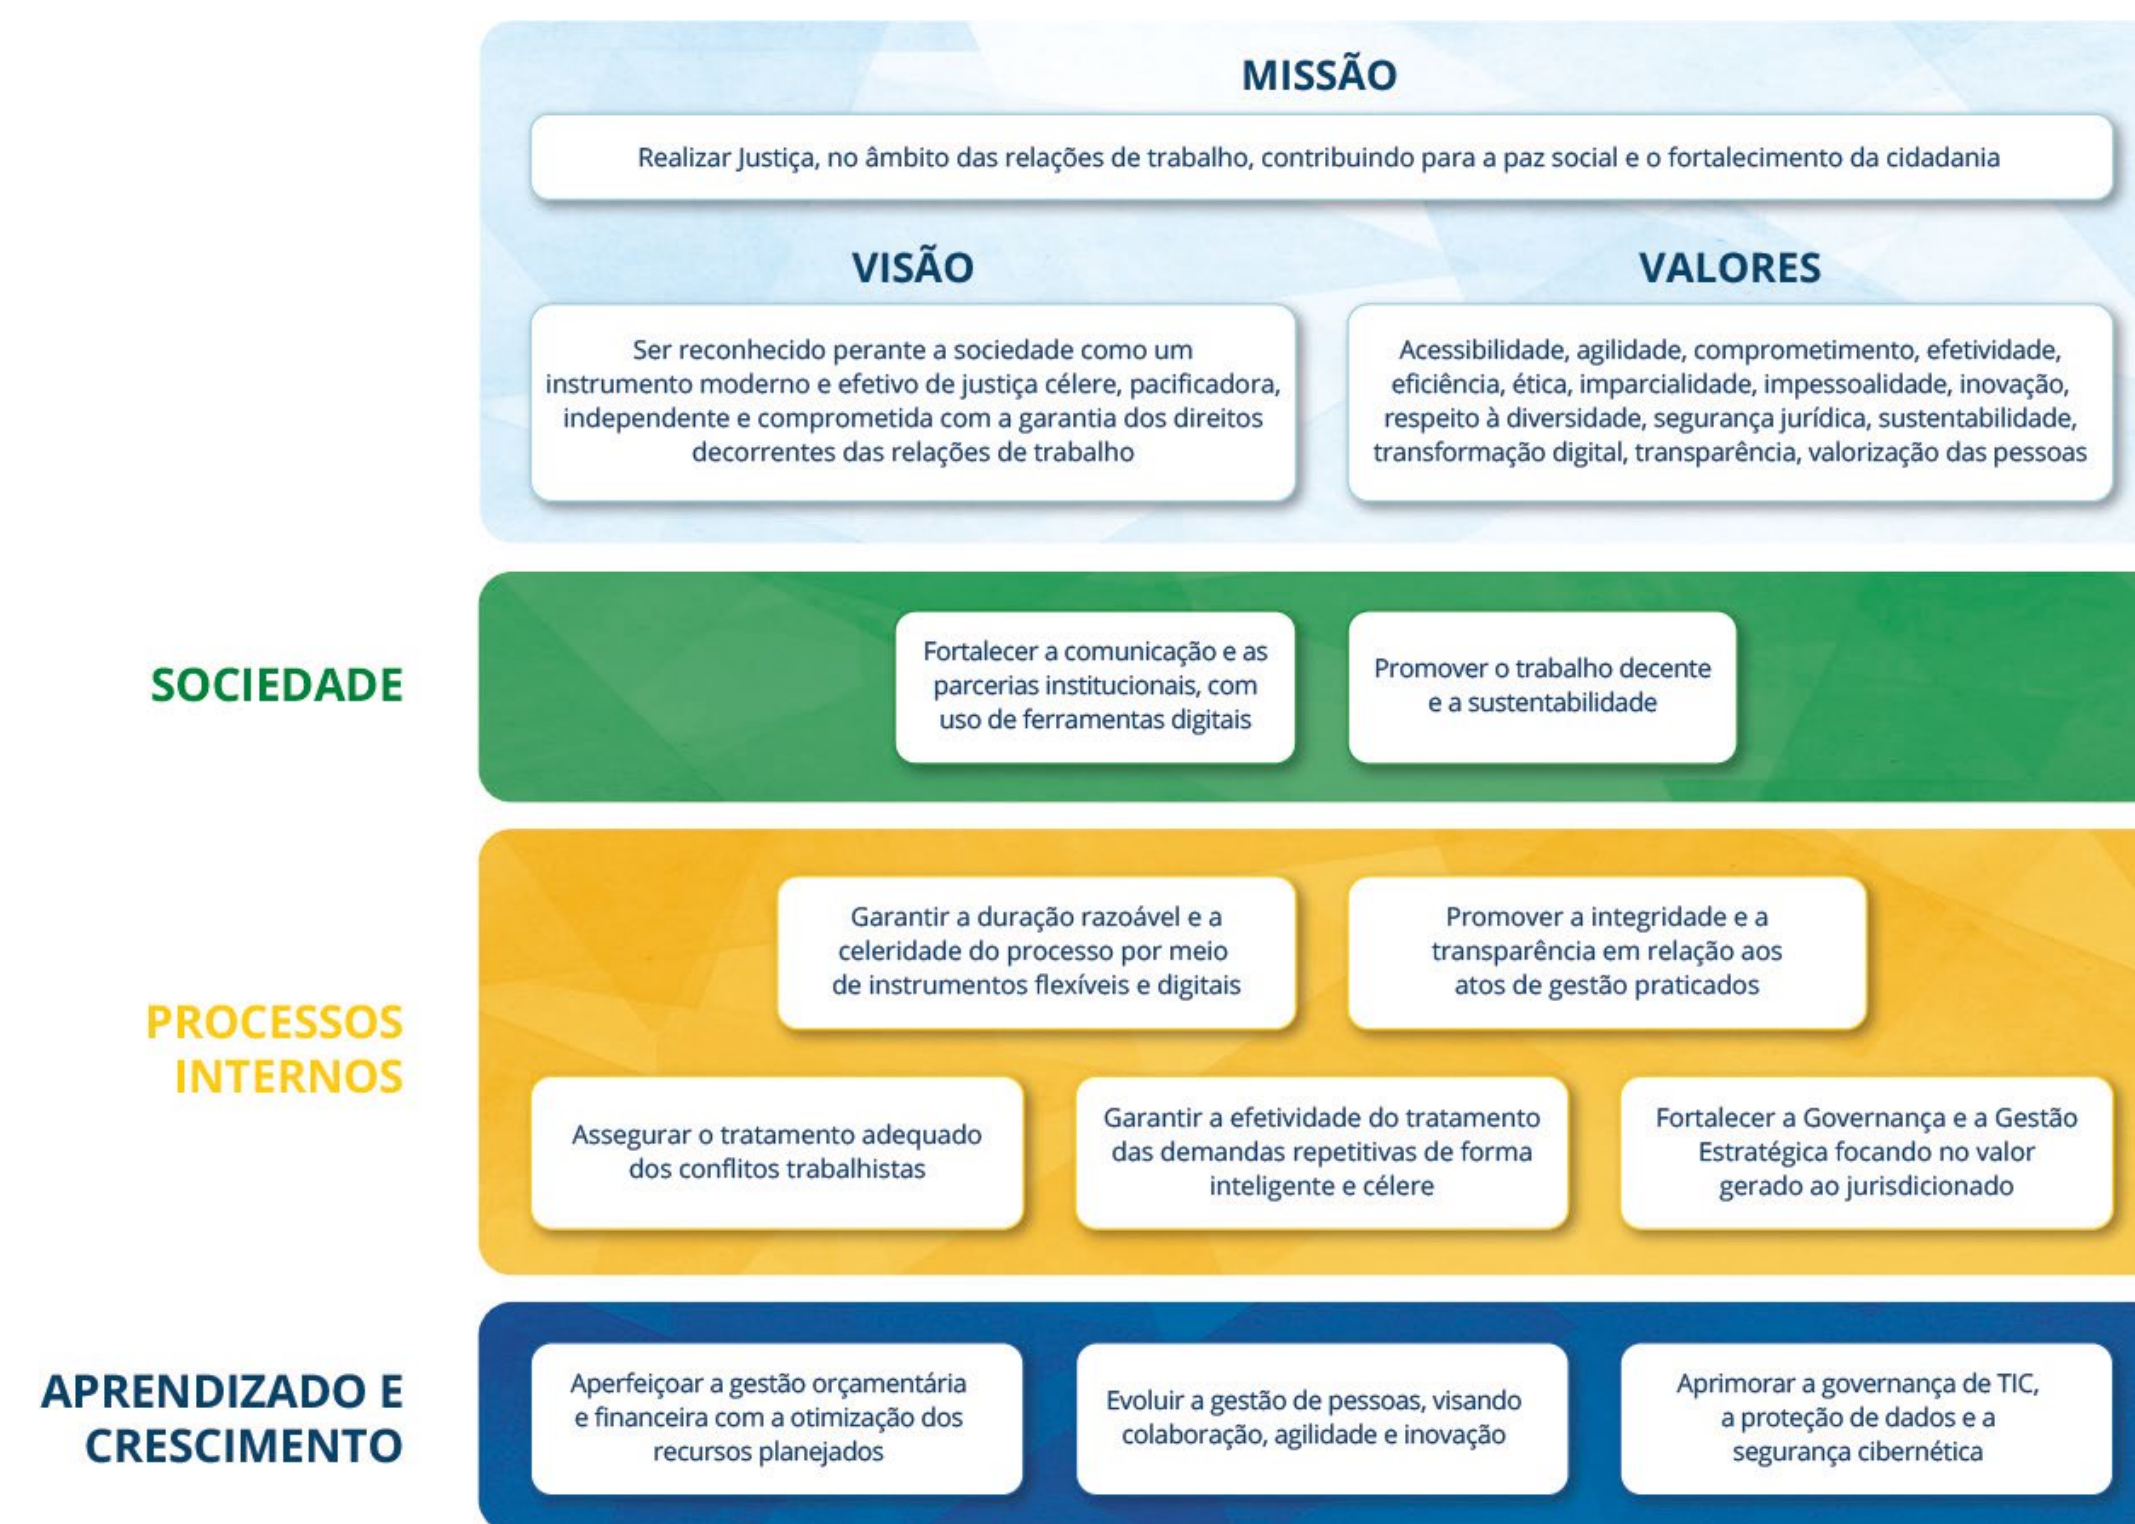 MISSÃO
Realizar Justiça, no âmbito das relações de trabalho, contribuindo para a paz social e o fortalecimento da cidadania
VISÃO
Ser reconhecido perante a sociedade como um
instrumento moderno e efetivo de justiça célere, pacificadora,
independente e comprometida com a garantia dos direitos
decorrentes das relações de trabalho
VALORES
Acessibilidade, agilidade, comprometimento, efetividade,
eficiência, ética, imparcialidade, impessoalidade, inovação,
respeito à diversidade, segurança jurídica, sustentabilidade,
transformação digital, transparência, valorização das pessoas
SOCIEDADE
Fortalecer a comunicação e as
parcerias institucionais, com
uso de ferramentas digitais
Promover o trabalho decente
e a sustentabilidade
PROCESSOS
INTERNOS
Garantir a duração razoável e a
celeridade do processo por meio
de instrumentos flexíveis e digitais
Promover a integridade e a
transparência em relação aos
atos de gestão praticados
Assegurar o tratamento adequado
dos conflitos trabalhistas
Garantir a efetividade do tratamento
das demandas repetitivas de forma
inteligente e célere
Fortalecer a Governança e a Gestão
Estratégica focando no valor
gerado ao jurisdicionado
APRENDIZADO E
CRESCIMENTO
Aperfeiçoar a gestão orçamentária
e financeira com a otimização dos
recursos planejados
Evoluir a gestão de pessoas, visando
colaboração, agilidade e inovação
Aprimorar a governança de TIC,
a proteção de dados e a
segurança cibernética